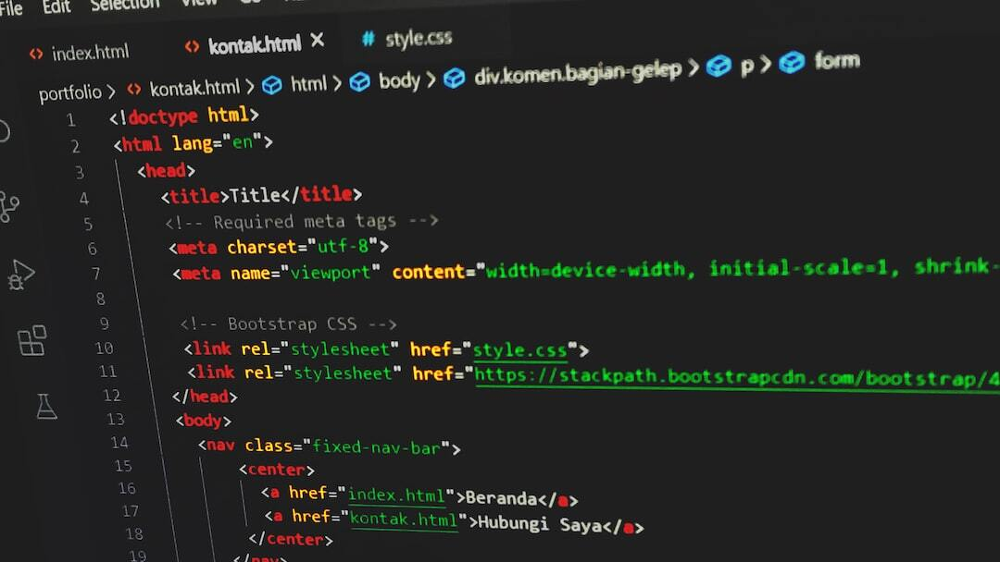 File Edit Selection View
index.html kontak.html style.css
portfolio > kontak.html > html > body > div.komen.bagian-gelep > p > form
1 <!doctype html>
2 <html lang="en">
3 <head>
4 <title>Title</title>
5 <!-- Required meta tags -->
6 <meta charset="utf-8">
7 <meta name="viewport" content="width=device-width, initial-scale=1, shrink-
8
9 <!-- Bootstrap CSS -->
10 <link rel="stylesheet" href="style.css">
11 <link rel="stylesheet" href="https://stackpath.bootstrapcdn.com/bootstrap/4
12 </head>
13 <body>
14 <nav class="fixed-nav-bar">
15 <center>
16 <a href="index.html">Beranda</a>
17 <a href="kontak.html">Hubungi Saya</a>
18 </center>
19 </nav>